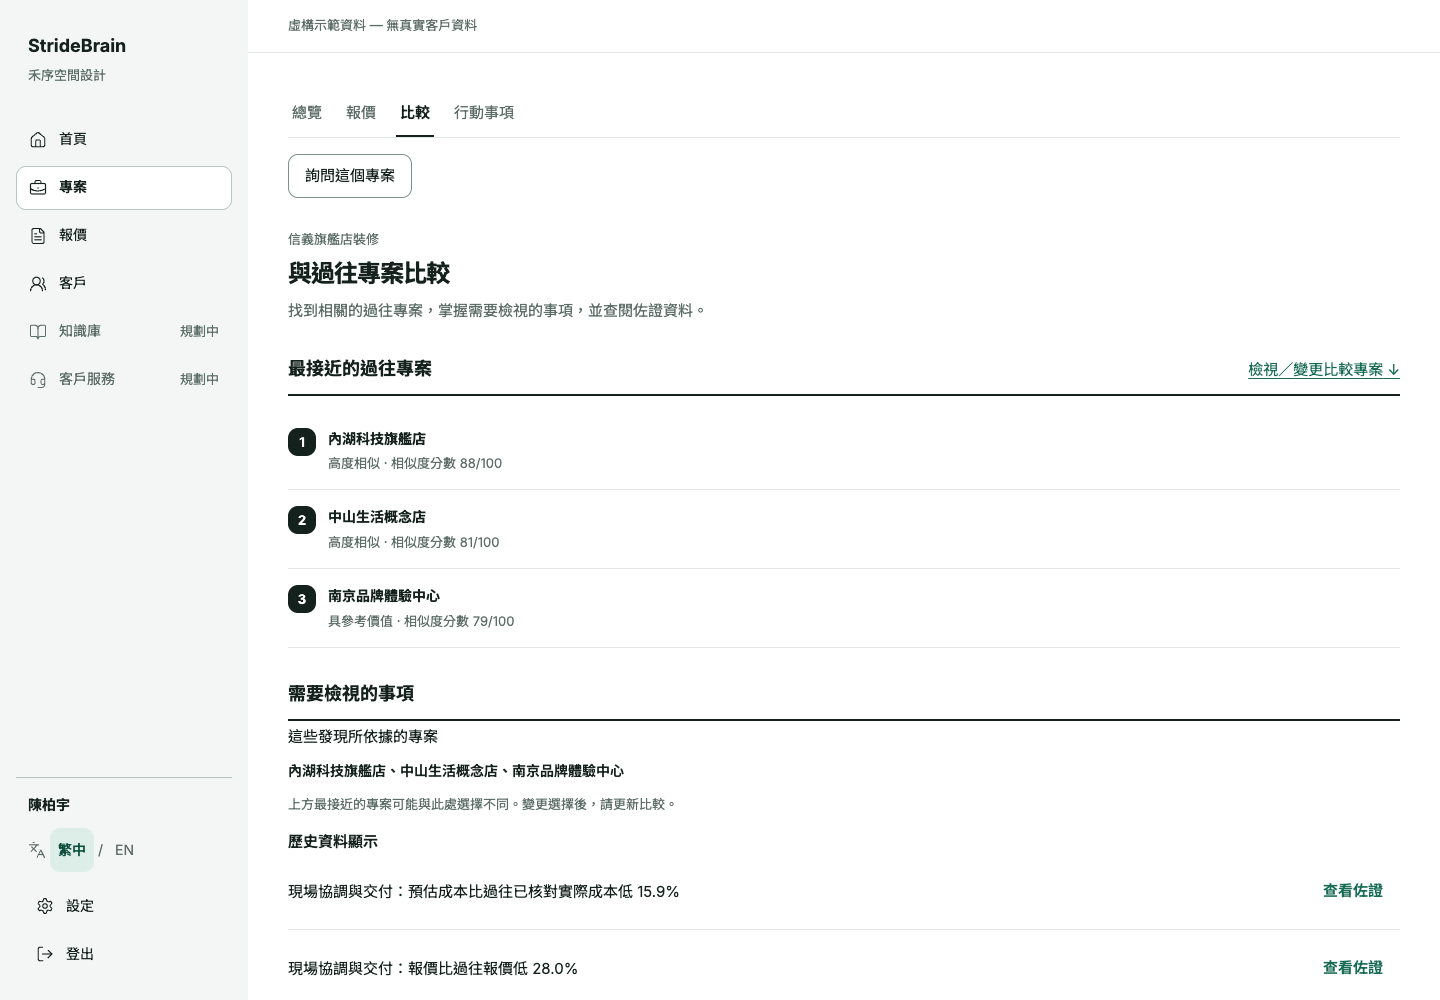 StrideBrain
禾序空間設計
首頁
專案
報價
客戶
知識庫 規劃中
客戶服務 規劃中
陳柏宇
繁中 / EN
設定
登出
虛構示範資料 — 無真實客戶資料
總覽 報價 比較 行動事項
詢問這個專案
信義旗艦店裝修
與過往專案比較
找到相關的過往專案，掌握需要檢視的事項，並查閱佐證資料。
最接近的過往專案 檢視／變更比較專案 ↓
1 內湖科技旗艦店
高度相似 · 相似度分數 88/100
2 中山生活概念店
高度相似 · 相似度分數 81/100
3 南京品牌體驗中心
具參考價值 · 相似度分數 79/100
需要檢視的事項
這些發現所依據的專案
內湖科技旗艦店、中山生活概念店、南京品牌體驗中心
上方最接近的專案可能與此處選擇不同。變更選擇後，請更新比較。
歷史資料顯示
現場協調與交付：預估成本比過往已核對實際成本低 15.9% 查看佐證
現場協調與交付：報價比過往報價低 28.0% 查看佐證